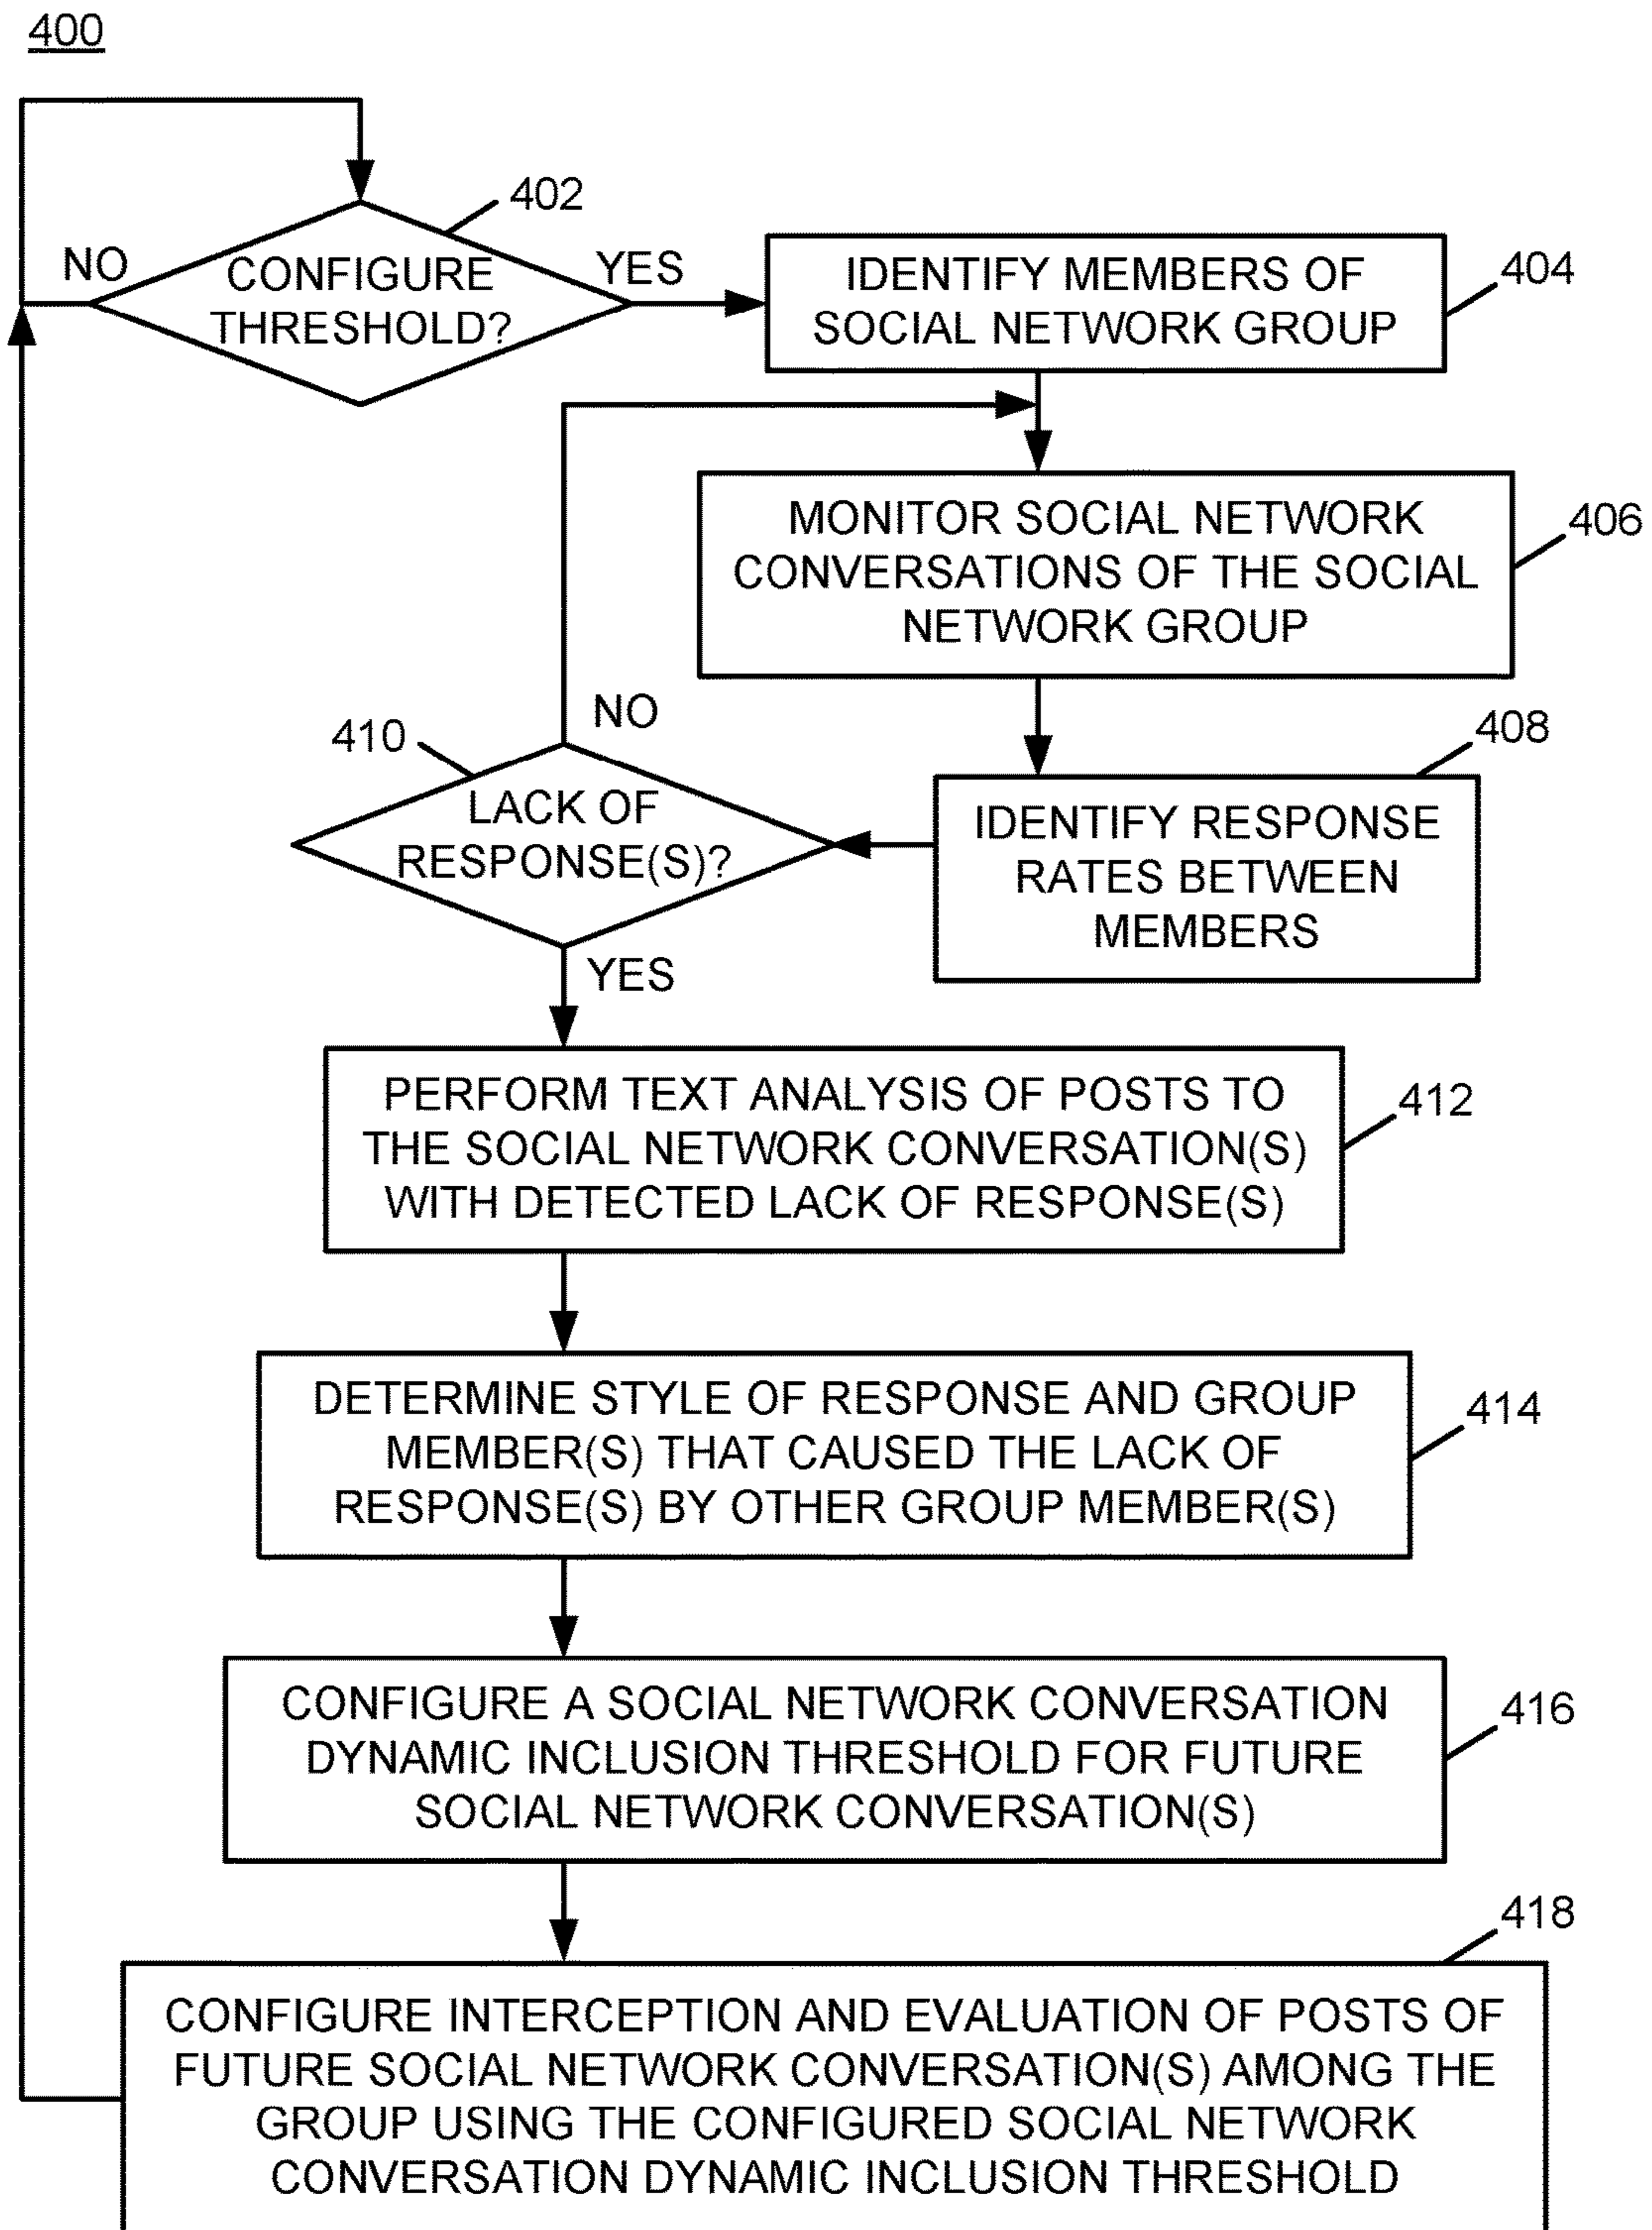 400
402
NO
CONFIGURE
THRESHOLD?
YES
IDENTIFY MEMBERS OF
SOCIAL NETWORK GROUP
404
MONITOR SOCIAL NETWORK
CONVERSATIONS OF THE SOCIAL
NETWORK GROUP
406
NO
410
LACK OF
RESPONSE(S)?
408
IDENTIFY RESPONSE
RATES BETWEEN
MEMBERS
YES
PERFORM TEXT ANALYSIS OF POSTS TO
THE SOCIAL NETWORK CONVERSATION(S)
WITH DETECTED LACK OF RESPONSE(S)
412
DETERMINE STYLE OF RESPONSE AND GROUP
MEMBER(S) THAT CAUSED THE LACK OF
RESPONSE(S) BY OTHER GROUP MEMBER(S)
414
CONFIGURE A SOCIAL NETWORK CONVERSATION
DYNAMIC INCLUSION THRESHOLD FOR FUTURE
SOCIAL NETWORK CONVERSATION(S)
416
418
CONFIGURE INTERCEPTION AND EVALUATION OF POSTS OF
FUTURE SOCIAL NETWORK CONVERSATION(S) AMONG THE
GROUP USING THE CONFIGURED SOCIAL NETWORK
CONVERSATION DYNAMIC INCLUSION THRESHOLD